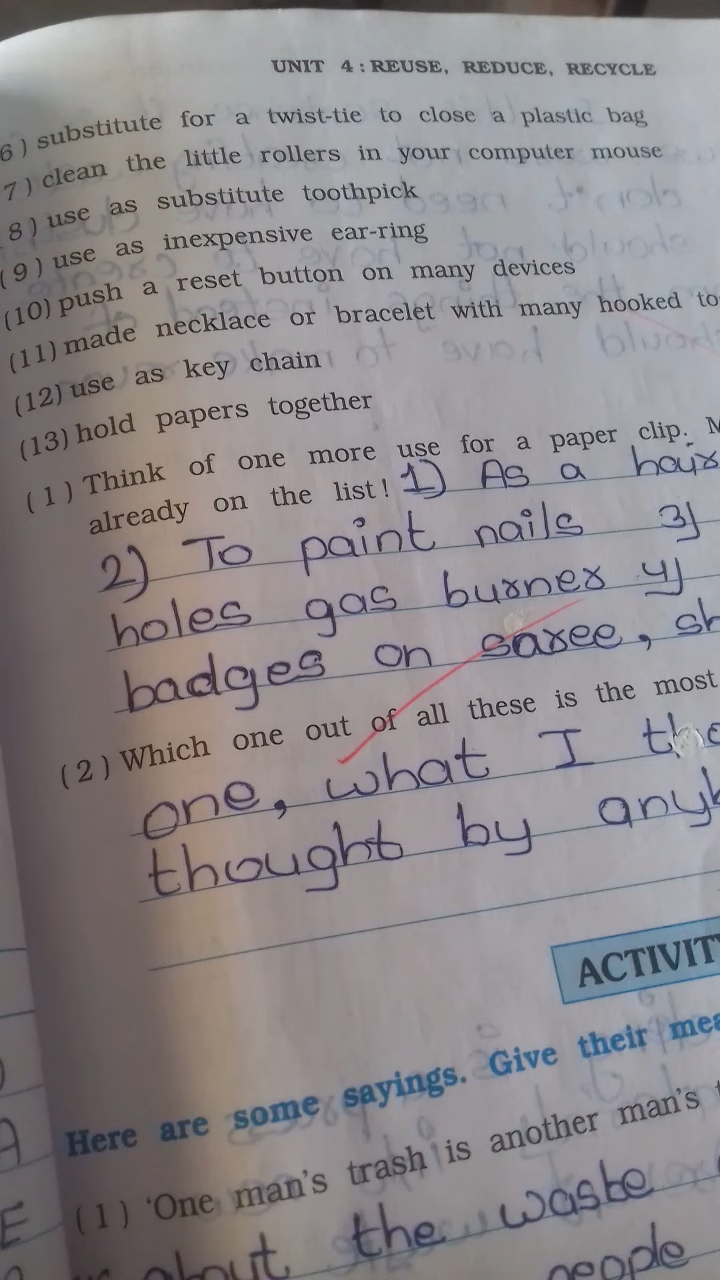 UNIT 4 : REUSE, REDUCE, RECYCLE
6) substitute for a twist-tie to close a plastic bag
7) clean the little rollers in your computer mouse
8) use as substitute toothpick
(9) use as inexpensive ear-ring
(10) push a reset button on many devices
(11) made necklace or bracelet with many hooked to
(12) use as key chain
(13) hold papers together
(1) Think of one more use for a paper clip. M
already on the list! 1) As a
2) To paint nails 3)
holes gas burner 4)
badges on saree, sh
(2) Which one out of all these is the most
one, what I
thought by
ACTIVIT
Here are some sayings. Give their mea
(1) 'One man's trash is another man's
about the waste
people